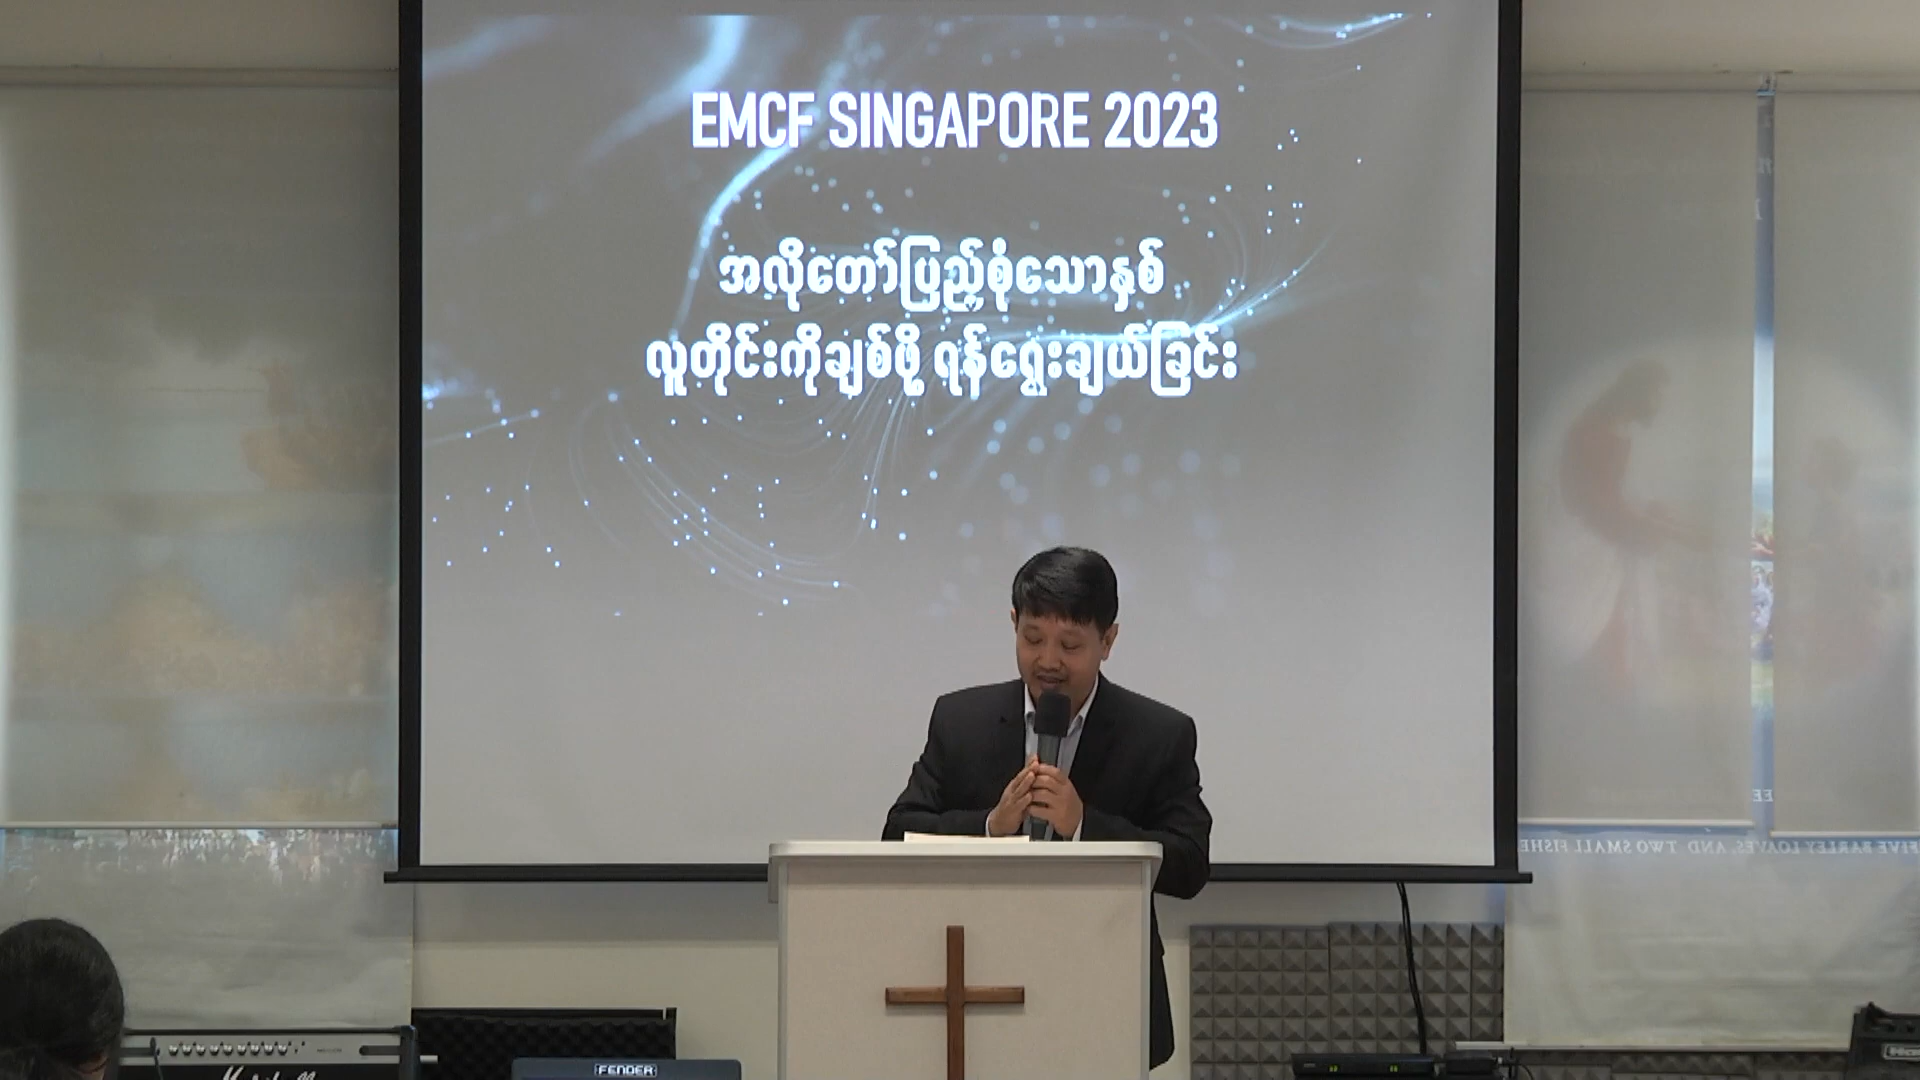 EMCF SINGAPORE 2023
အလိုတော်ပြည့်စုံသောနှစ်
လူတိုင်းကိုချစ်ဖို့ ရန်ရွေးချယ်ခြင်း
FIVE BARLEY LOAVES, AND TWO SMALL FISHE
FENDER
Marshall